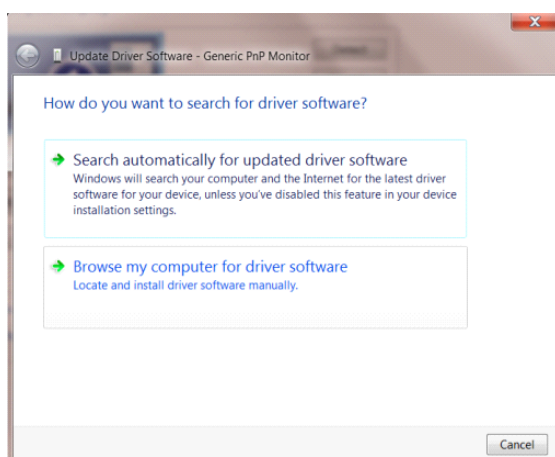 Update Driver Software - Generic PnP Monitor
How do you want to search for driver software?
Search automatically for updated driver software
Windows will search your computer and the Internet for the latest driver
software for your device, unless you've disabled this feature in your device
installation settings.
Browse my computer for driver software
Locate and install driver software manually.
Cancel